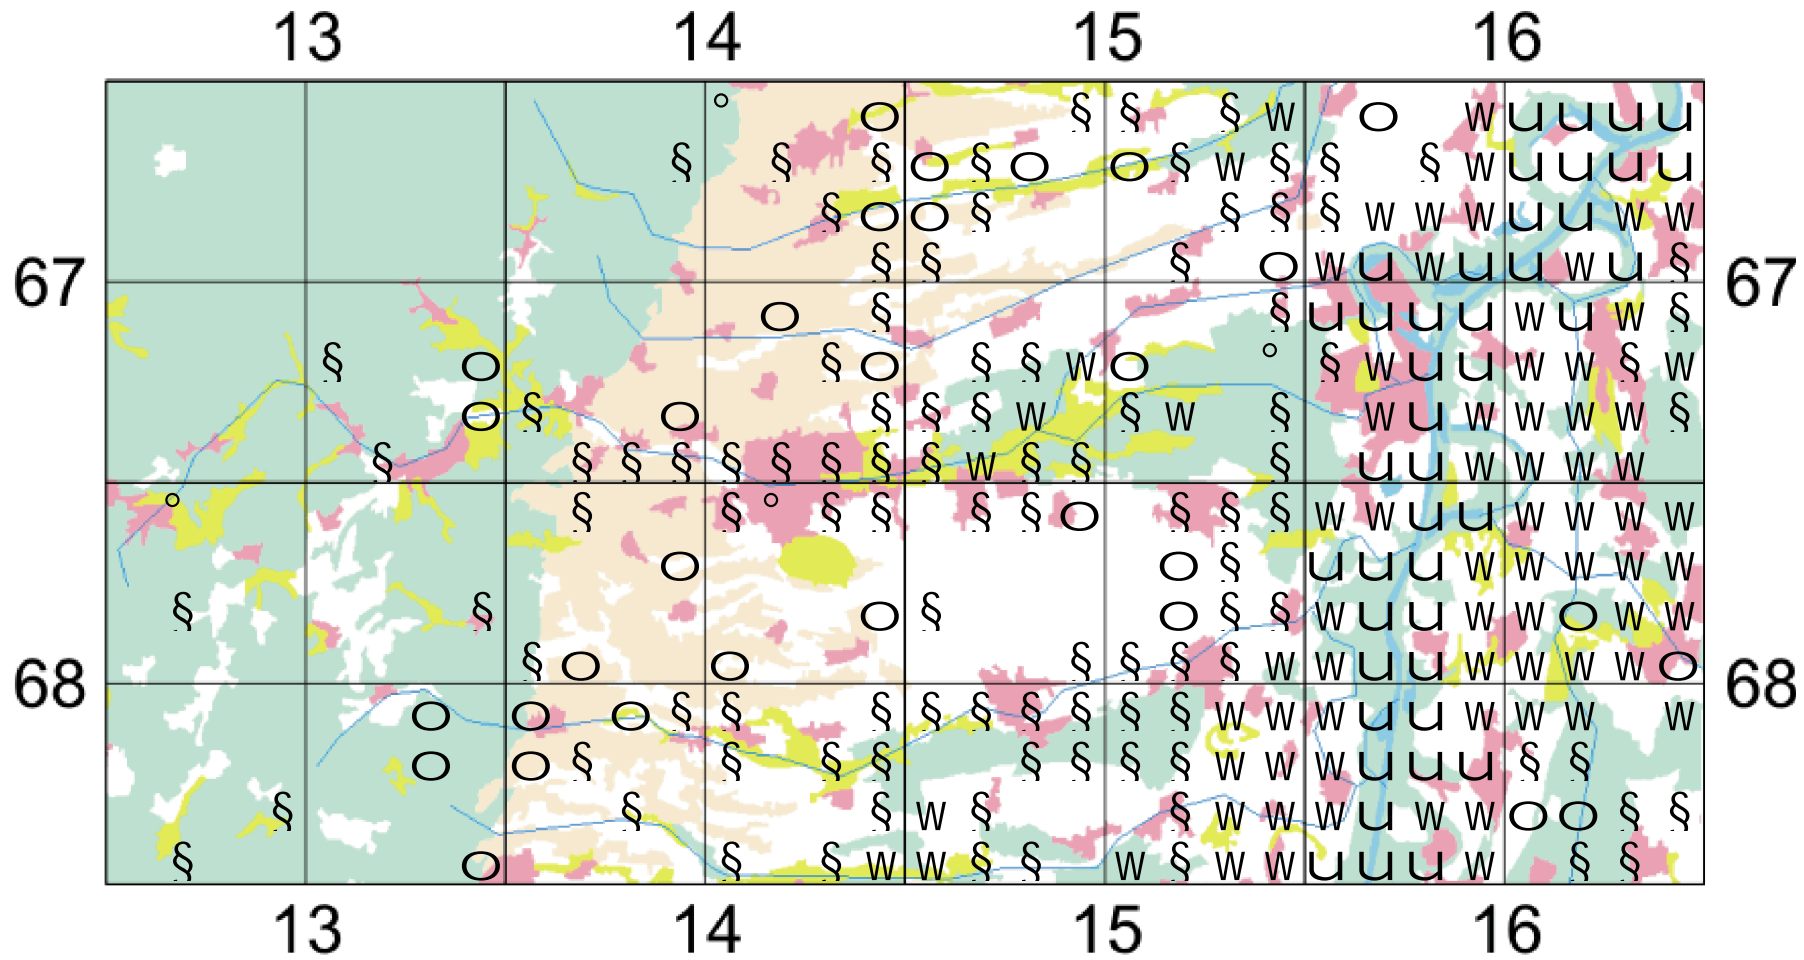 13 14 15 16
° O § § § W O W u u u u
§ § § O § O O § W § § § W u u u u
§ O O § § § § W W W u u W W
67 § § § O W u W u u W u § 67
O § § u u u u W u W §
§ O § O § § W O ° § W u u W W § W
O § O § § § W § W § W u W W W W §
§ § § § § § § § § W § § § u u W W W W
° § § ° § § § § O § § § W W u u W W W W
O O § u u u W W W W W
§ § O § O § § W u u W W O W W
68 § O O § § § § W W u u W W W W O 68
O O O § § § § § § § § § W W W u u W W W W
O O § § § § § § § § W W W u u u § §
§ § § W § § W W W u W W O O § §
§ O § § W W § § W § W W u u u W § §
13 14 15 16